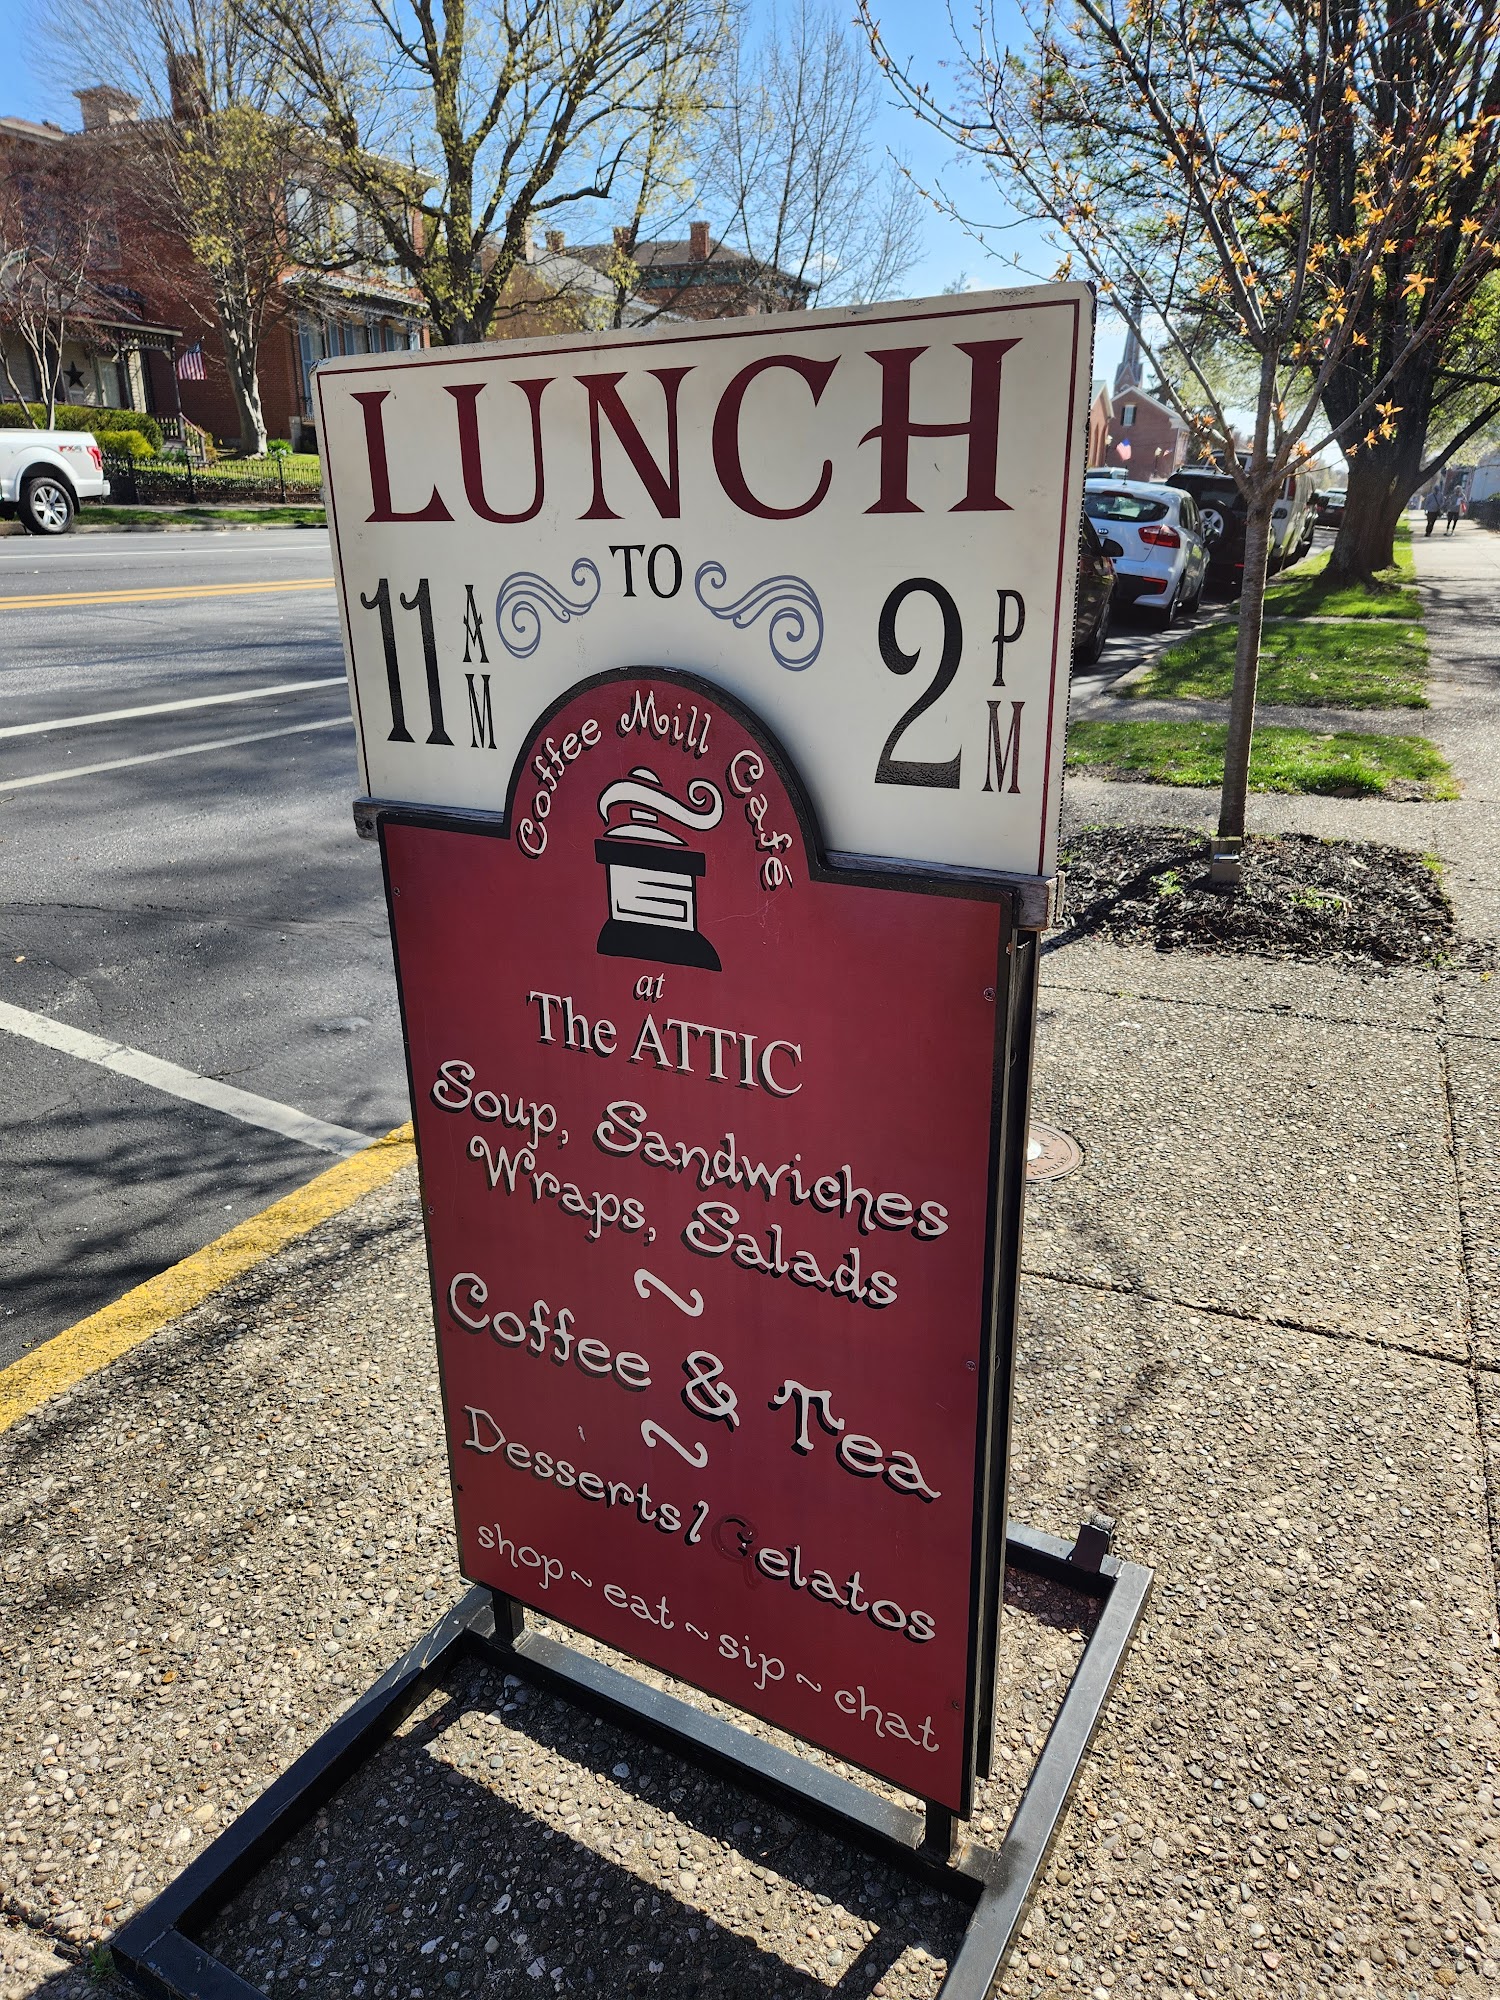 LUNCH
TO
11 AM 2 PM
Coffee Mill Café
at
The ATTIC
Soup, Sandwiches
Wraps, Salads
~
Coffee & Tea
~
Desserts / Gelatos
shop ~ eat ~ sip ~ chat